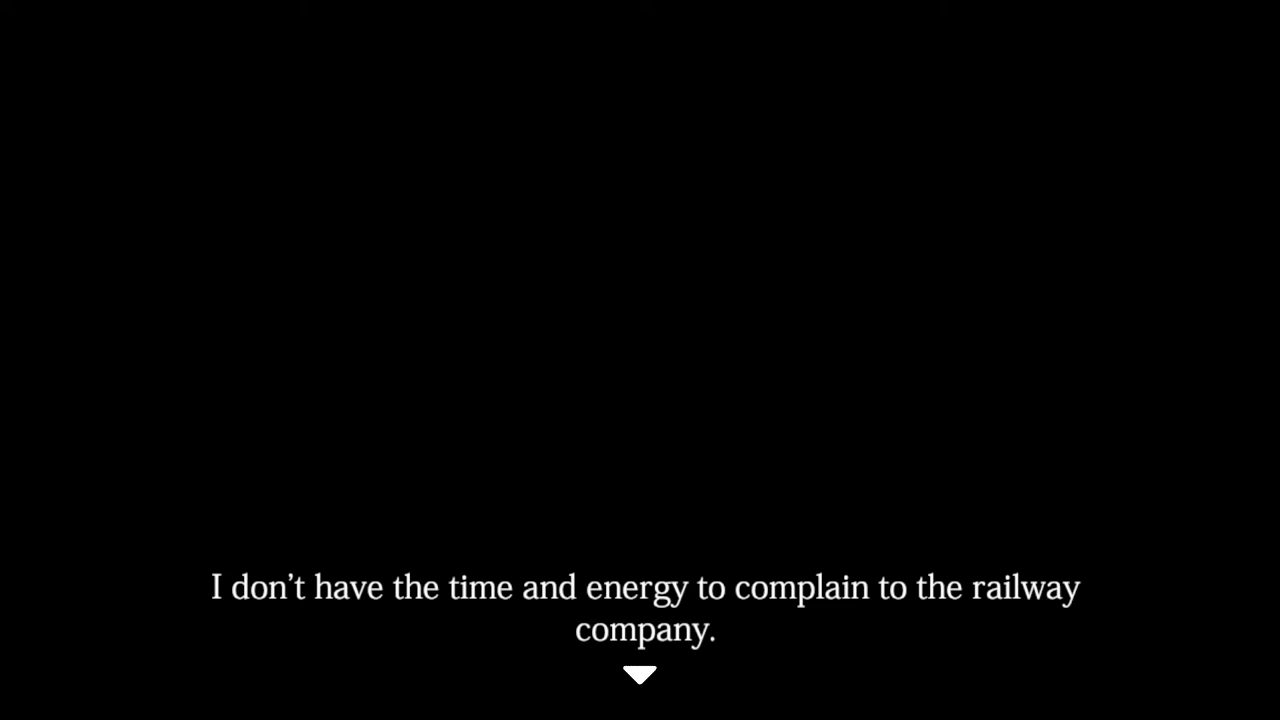 I don’t have the time and energy to complain to the railway
company.